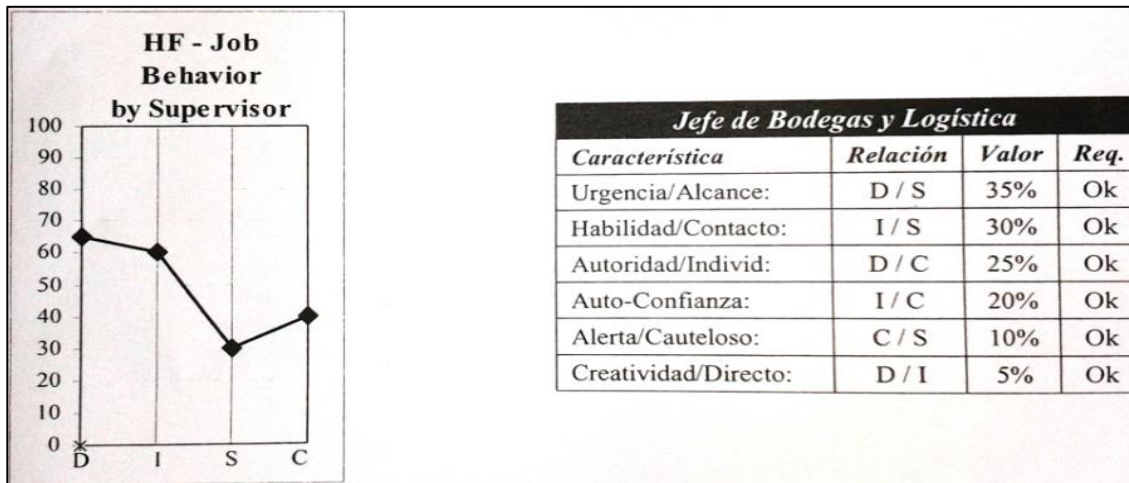 HF - Job
Behavior
by Supervisor
100
90
80
70
60
50
40
30
20
10
0
D I S C
Jefe de Bodegas y Logística
Característica Relación Valor Req.
Urgencia/Alcance: D / S 35% Ok
Habilidad/Contacto: I / S 30% Ok
Autoridad/Individ: D / C 25% Ok
Auto-Confianza: I / C 20% Ok
Alerta/Cauteloso: C / S 10% Ok
Creatividad/Directo: D / I 5% Ok